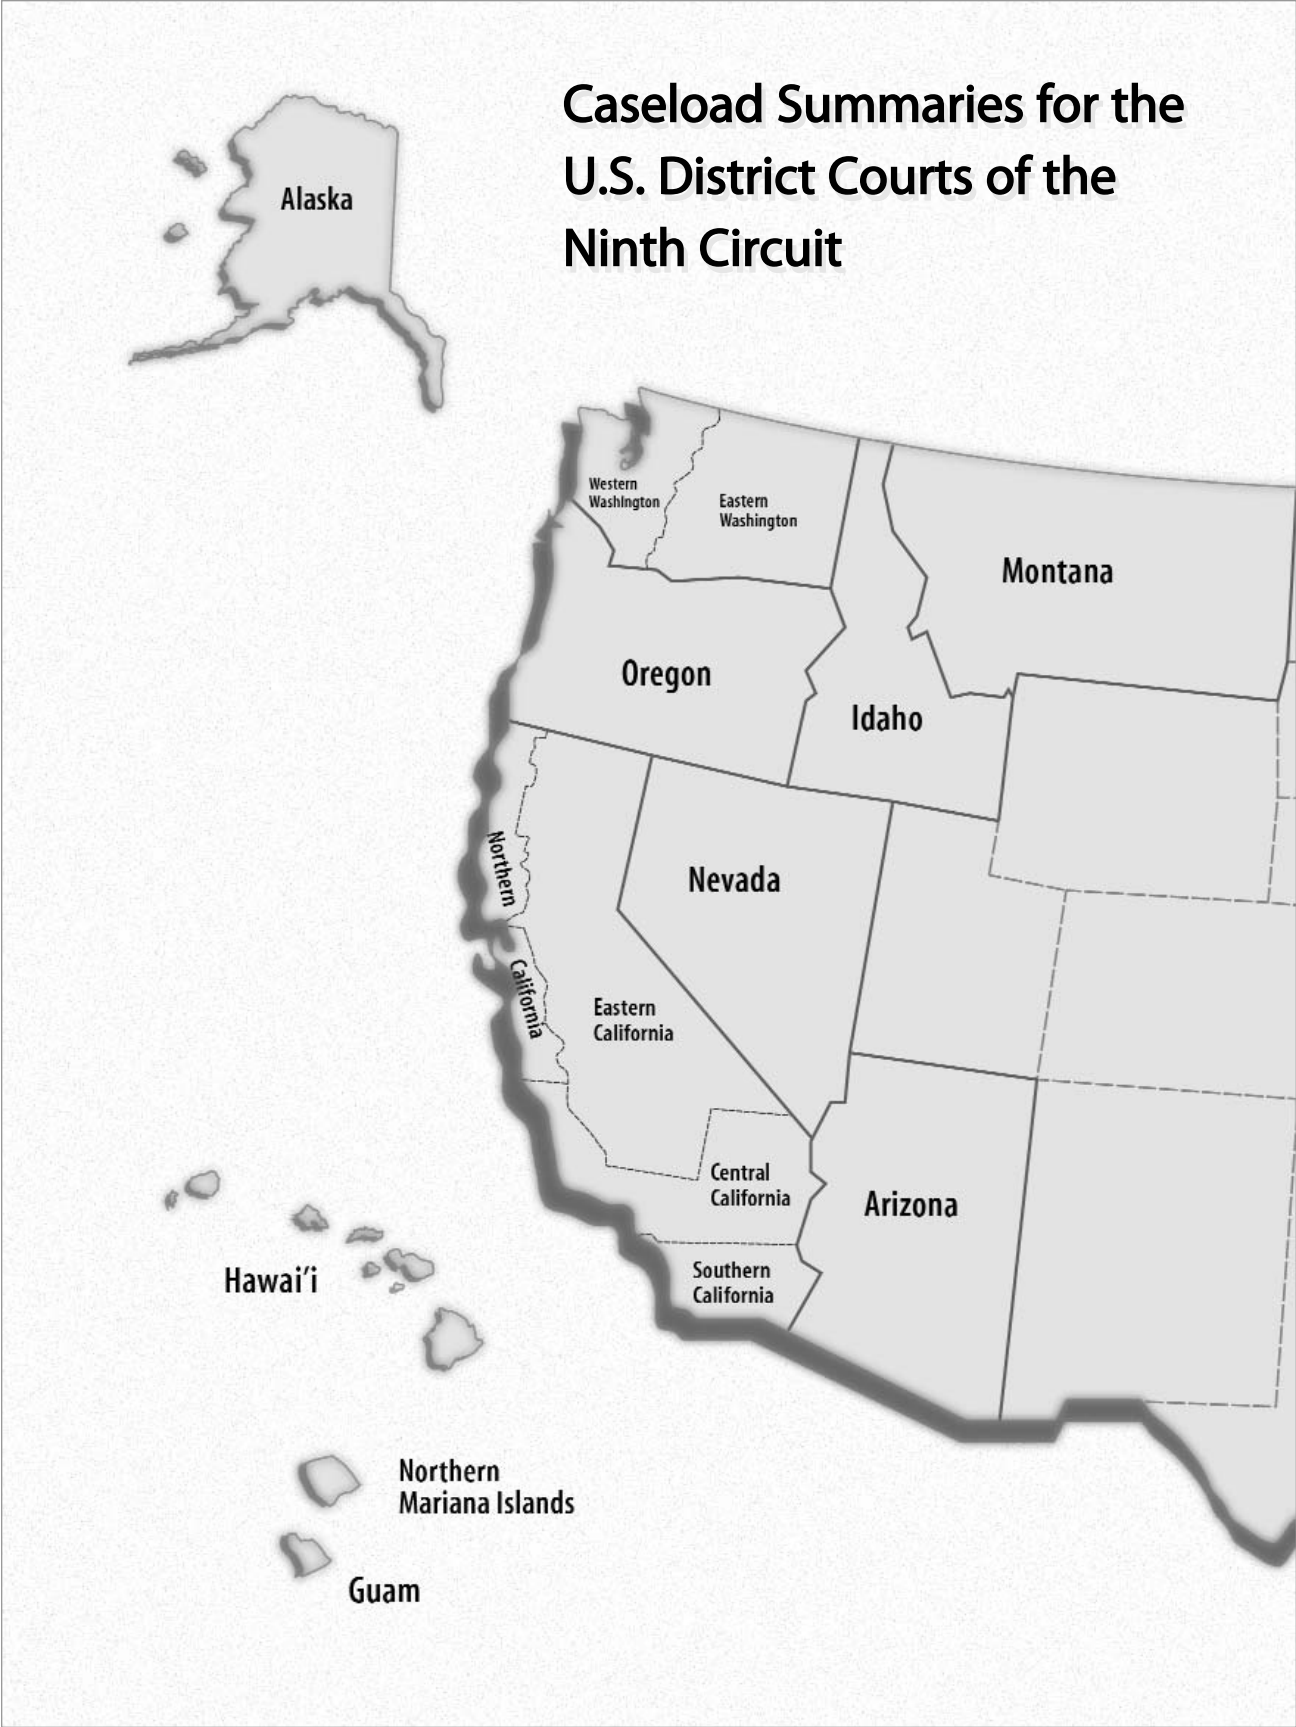 Caseload Summaries for the
U.S. District Courts of the
Ninth Circuit
Alaska
Western
Washington
Eastern
Washington
Montana
Oregon
Idaho
Northern
California
Nevada
Eastern
California
Central
California
Arizona
Southern
California
Hawai'i
Northern
Mariana Islands
Guam